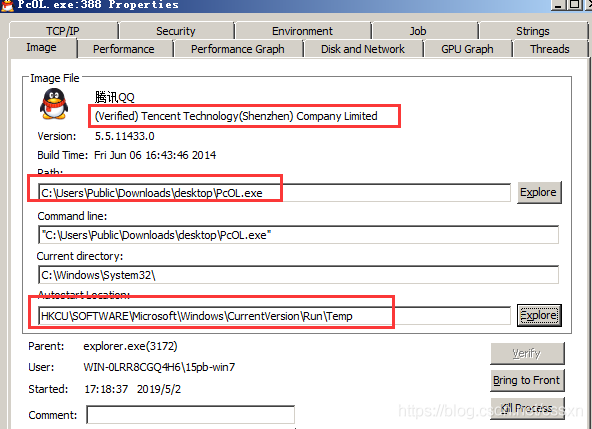 PcOL.exe:388 Properties
TCP/IP Security Environment Job Strings
Image Performance Performance Graph Disk and Network GPU Graph Threads
Image File
腾讯QQ
(Verified) Tencent Technology(Shenzhen) Company Limited
Version: 5.5.11433.0
Build Time: Fri Jun 06 16:43:46 2014
Path:
C:\Users\Public\Downloads\desktop\PcOL.exe Explore
Command line:
"C:\Users\Public\Downloads\desktop\PcOL.exe"
Current directory:
C:\Windows\System32\
Autostart Location:
HKCU\SOFTWARE\Microsoft\Windows\CurrentVersion\Run\Temp Explore
Parent: explorer.exe(3172)
Verify
User: WIN-0LRR8CGQ4H6\15pb-win7
Bring to Front
Started: 17:18:37 2019/5/2
Kill Process
Comment: